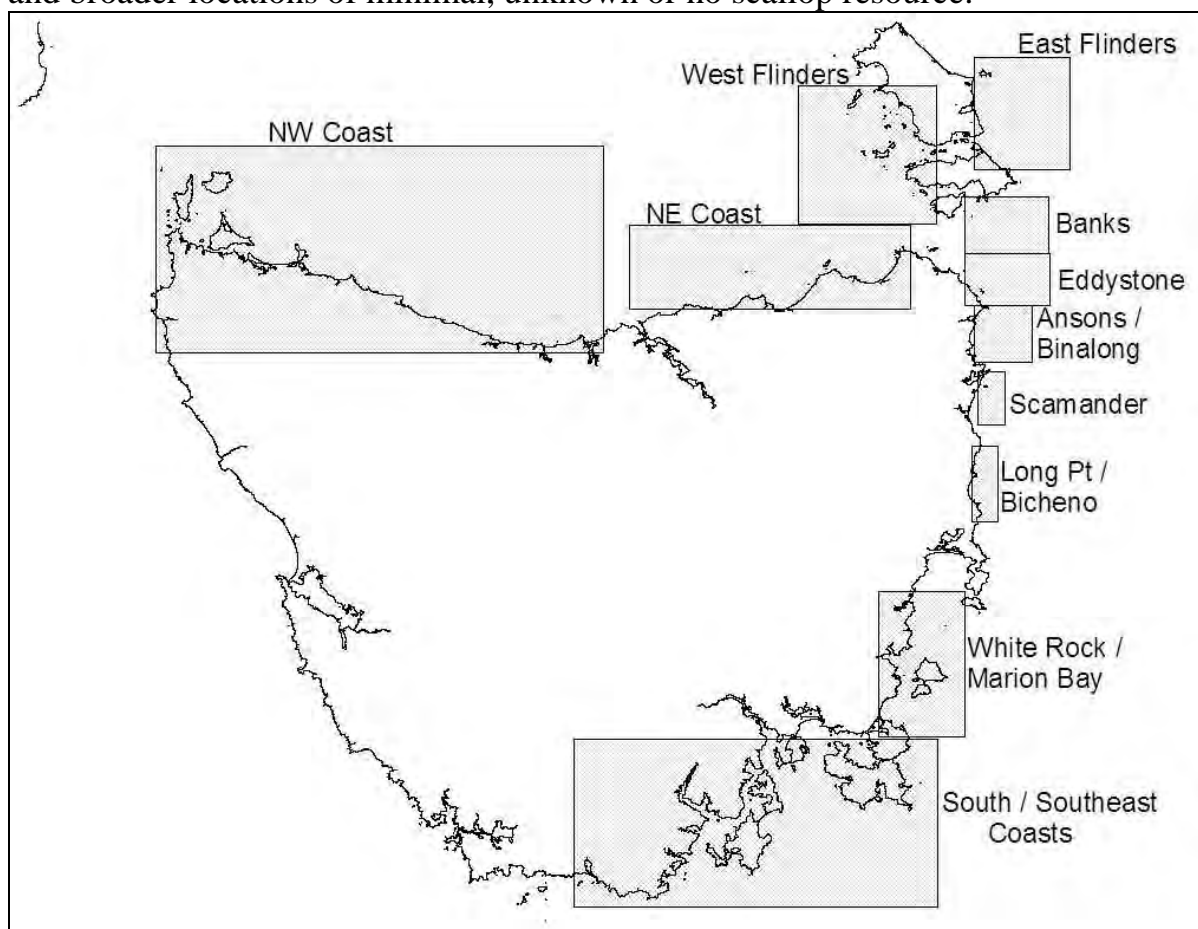 and broader locations of minimal, unknown or no scallop resource.
East Flinders
West Flinders
NW Coast
NE Coast
Banks
Eddystone
Ansons /
Binalong
Scamander
Long Pt /
Bicheno
White Rock /
Marion Bay
South / Southeast
Coasts